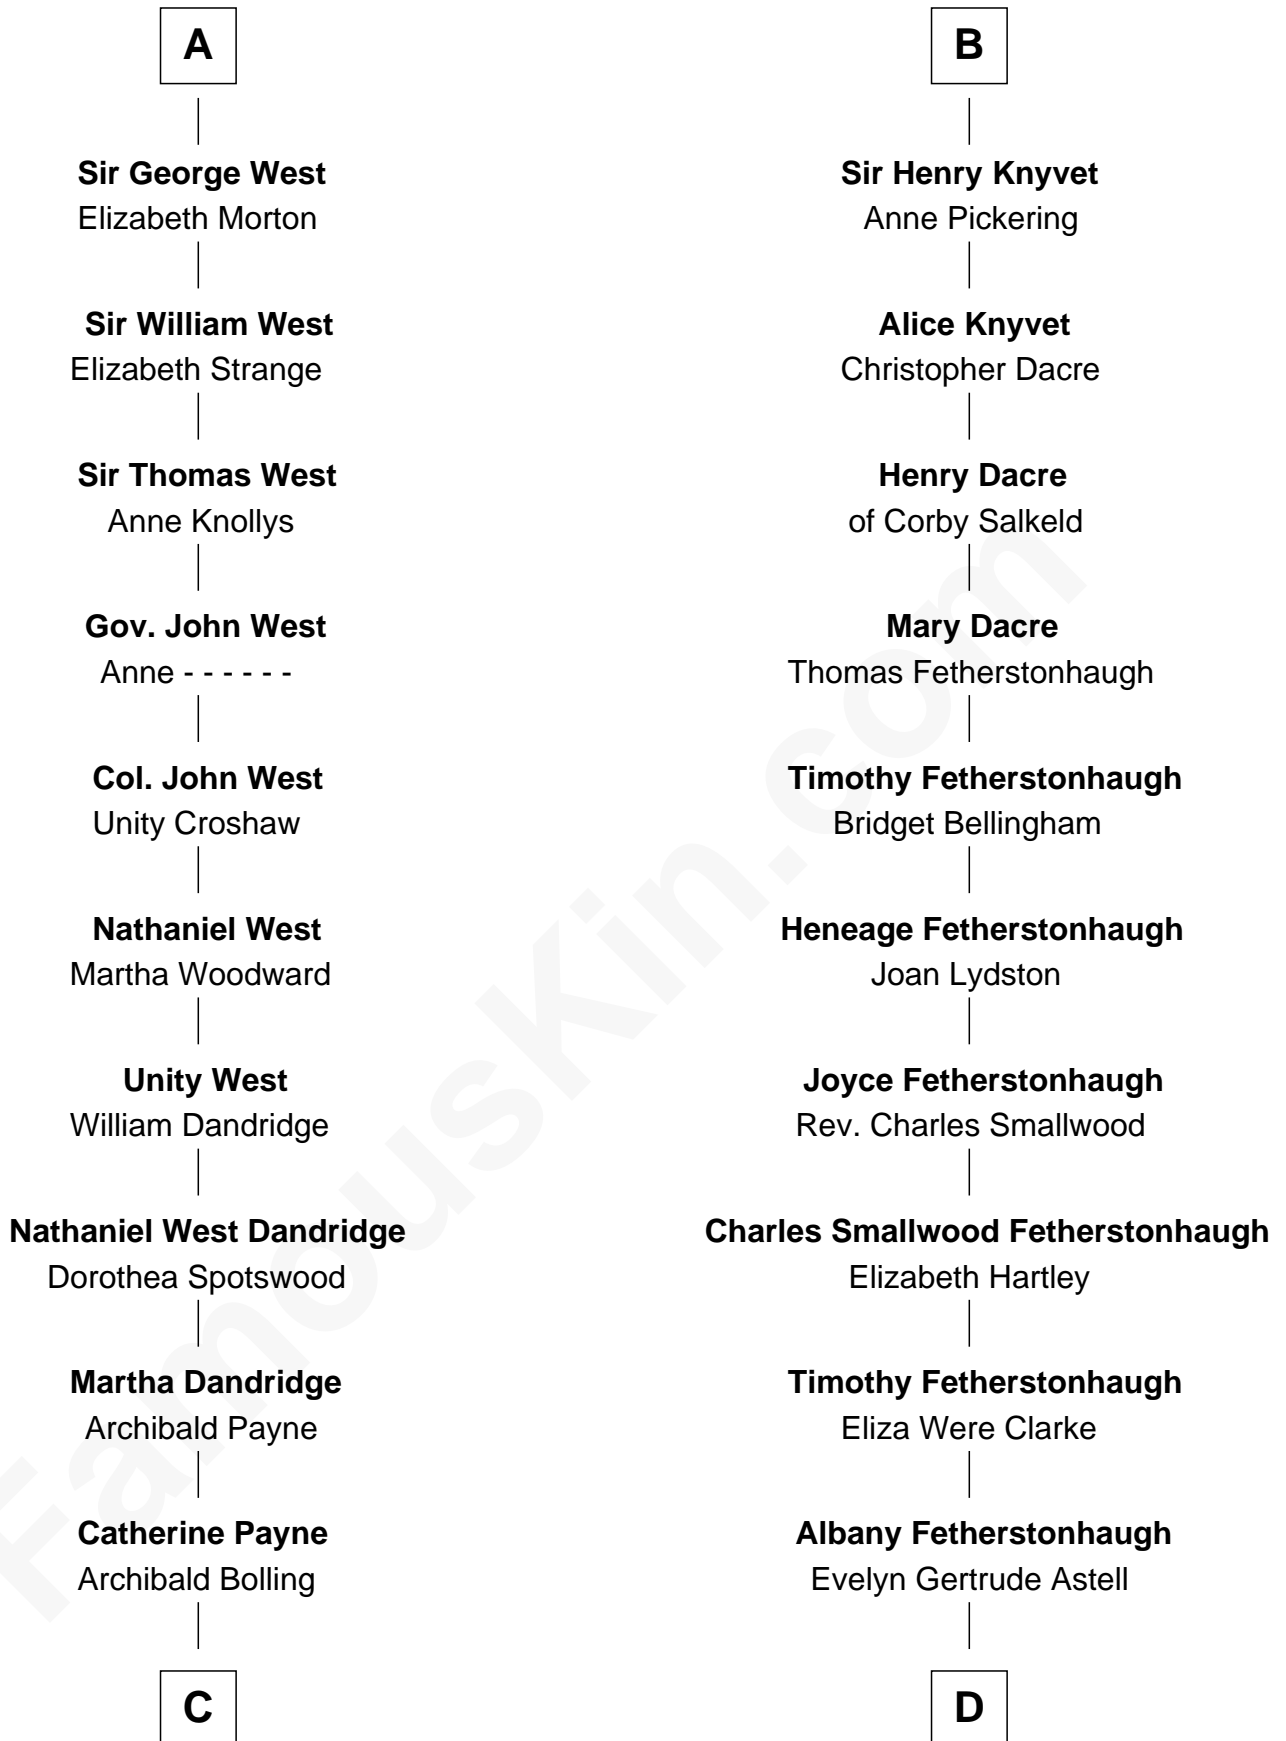 A
Sir George West
Elizabeth Morton
Sir William West
Elizabeth Strange
Sir Thomas West
Anne Knollys
Gov. John West
Anne - - - - - -
Col. John West
Unity Croshaw
Nathaniel West
Martha Woodward
Unity West
William Dandridge
Nathaniel West Dandridge
Dorothea Spotswood
Martha Dandridge
Archibald Payne
Catherine Payne
Archibald Bolling
C
B
Sir Henry Knyvet
Anne Pickering
Alice Knyvet
Christopher Dacre
Henry Dacre
of Corby Salkeld
Mary Dacre
Thomas Fetherstonhaugh
Timothy Fetherstonhaugh
Bridget Bellingham
Heneage Fetherstonhaugh
Joan Lydston
Joyce Fetherstonhaugh
Rev. Charles Smallwood
Charles Smallwood Fetherstonhaugh
Elizabeth Hartley
Timothy Fetherstonhaugh
Eliza Were Clarke
Albany Fetherstonhaugh
Evelyn Gertrude Astell
D
FamousKin.com